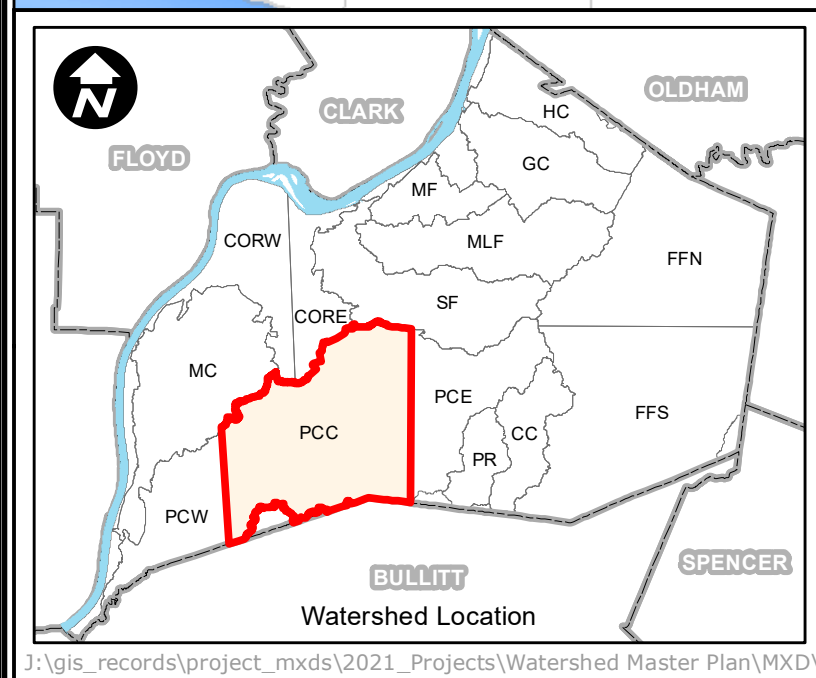 N
OLDHAM
CLARK
HC
FLOYD
GC
MF
CORW
MLF
FFN
SF
CORE
MC
PCE
FFS
PCC
CC
PR
PCW
SPENCER
BULLITT
Watershed Location
J:\gis_records\project_mxds\2021_Projects\Watershed Master Plan\MXD\